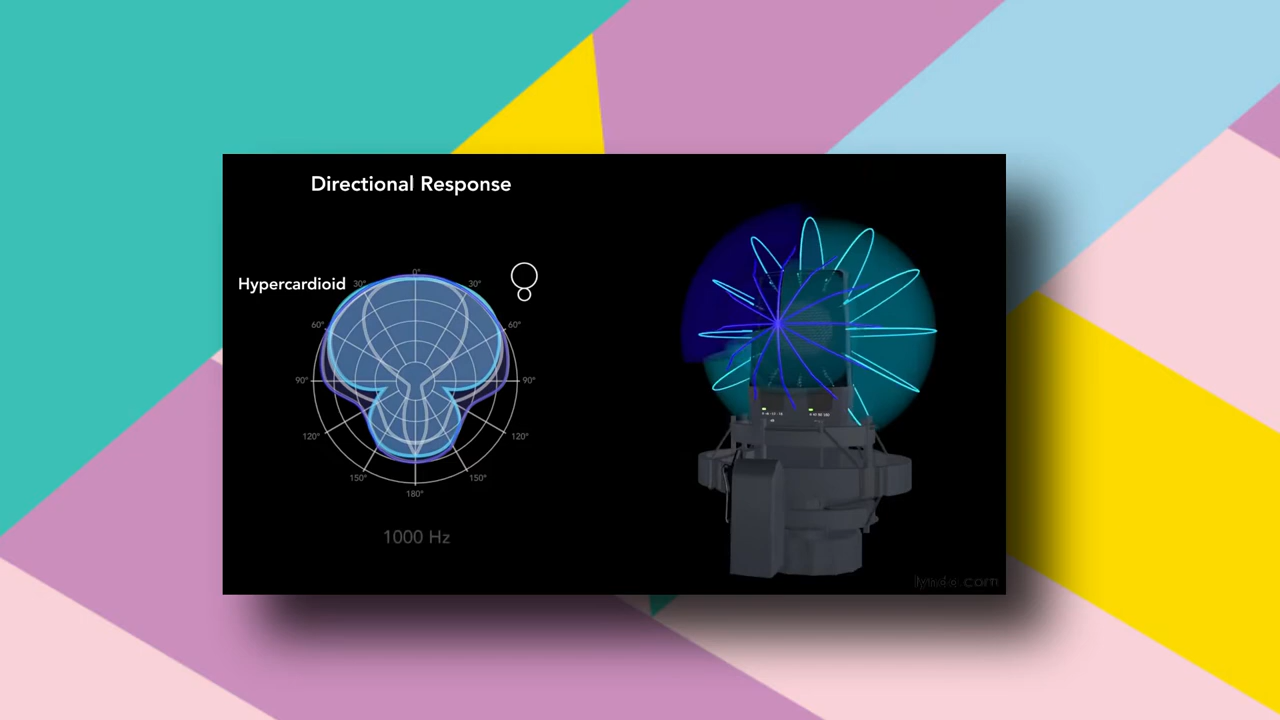 Directional Response
Hypercardioid
0°
30° 30°
60° 60°
90° 90°
120° 120°
150° 150°
180°
1000 Hz
lynda.com